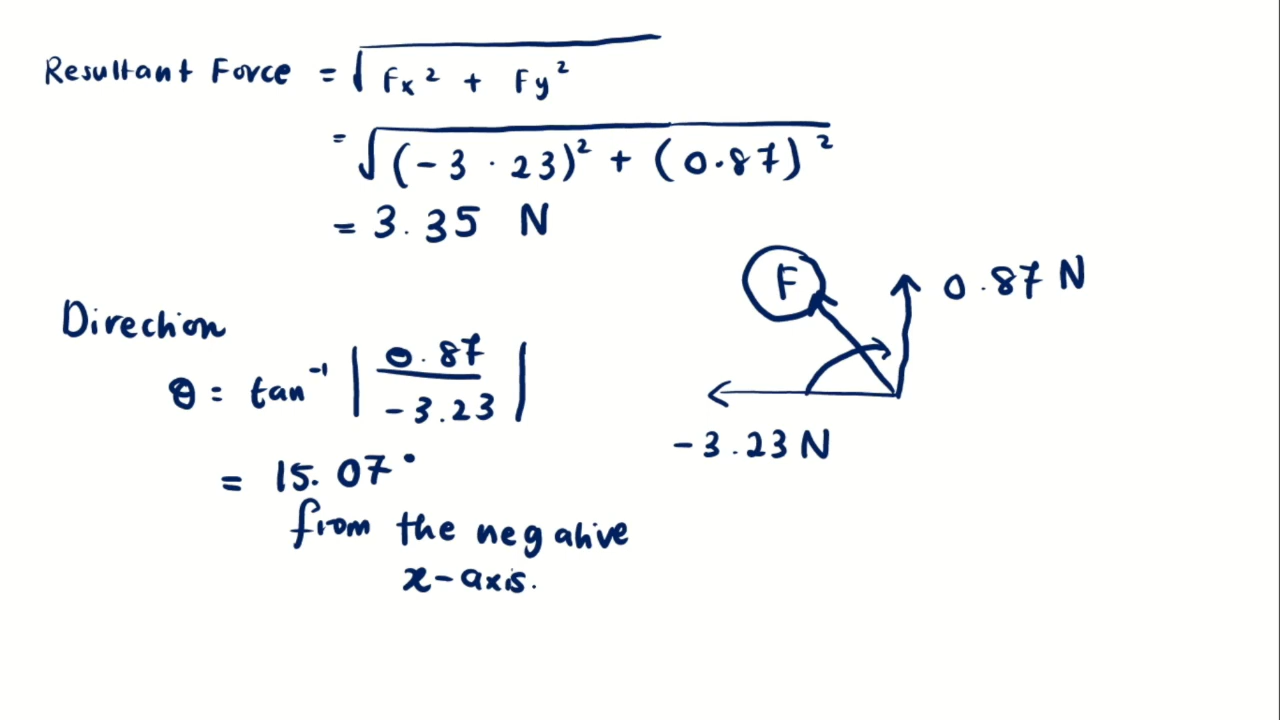 Resultant Force = √Fx² + Fy²
= √(-3.23)² + (0.87)²
= 3.35 N
F
0.87 N
Direction
θ = tan⁻¹ | 0.87 / -3.23 |
-3.23 N
= 15.07°
from the negative
x-axis.